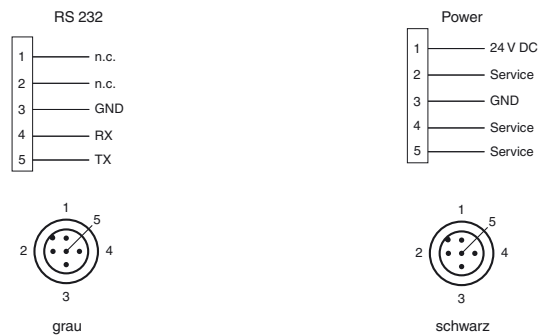 RS 232
1 n.c.
2 n.c.
3 GND
4 RX
5 TX
1
5
2 4
3
grau
Power
1 24 V DC
2 Service
3 GND
4 Service
5 Service
1
5
2 4
3
schwarz